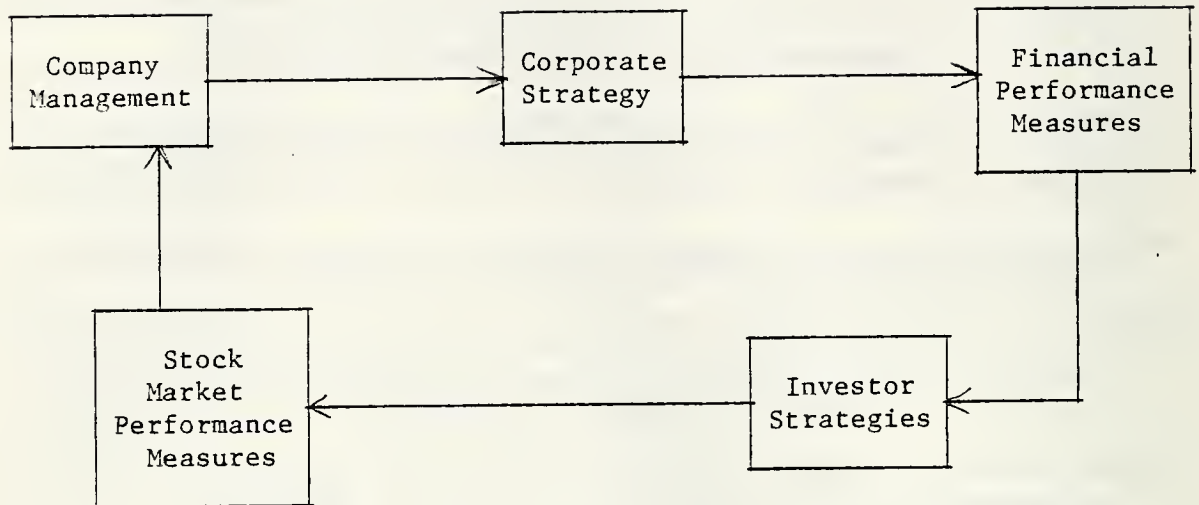 Company
Management
Corporate
Strategy
Financial
Performance
Measures
Investor
Strategies
Stock
Market
Performance
Measures